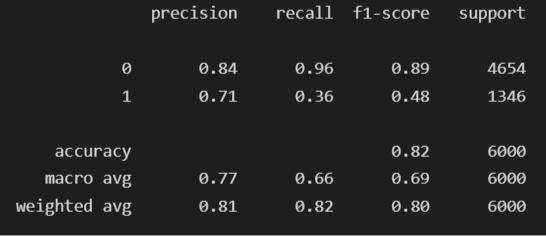 precision recall f1-score support
0 0.84 0.96 0.89 4654
1 0.71 0.36 0.48 1346
accuracy 0.82 6000
macro avg 0.77 0.66 0.69 6000
weighted avg 0.81 0.82 0.80 6000